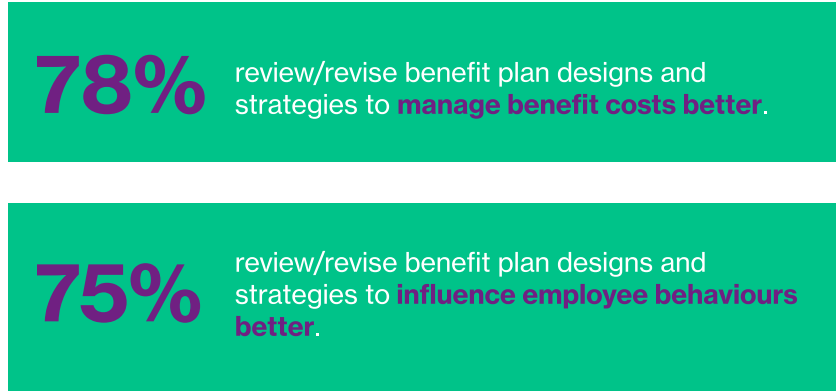 78%
review/revise benefit plan designs and
strategies to manage benefit costs better.
75%
review/revise benefit plan designs and
strategies to influence employee behaviours
better.